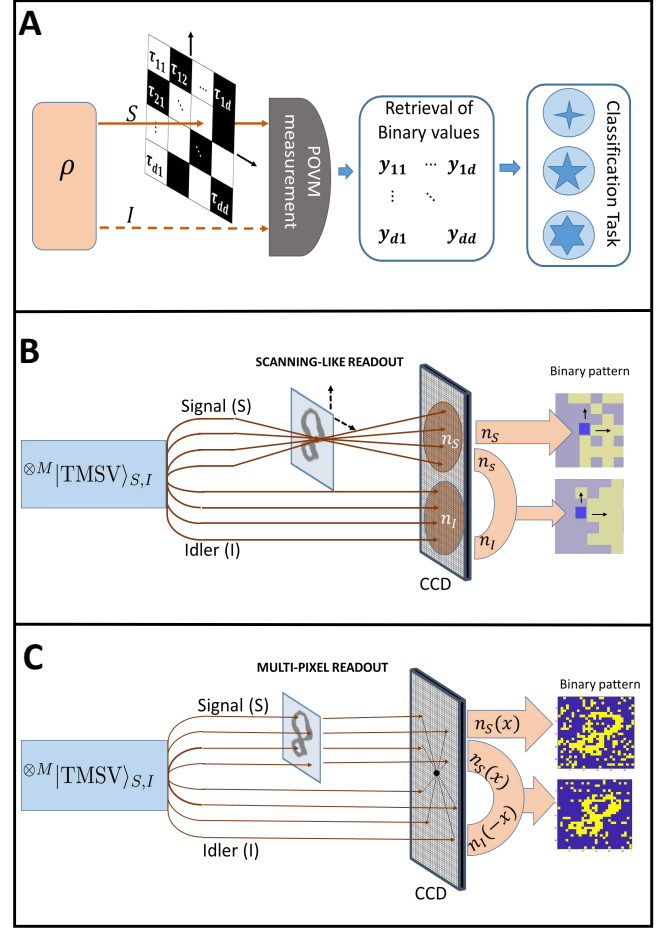 A
ρ
S
I
τ11 τ12 ... τ1d
τ21 ⋱
⋮ ⋱
τd1 τdd
POVM
measurement
Retrieval of
Binary values
y11 ⋯ y1d
⋮ ⋱
yd1 ydd
Classification Task
B
SCANNING-LIKE READOUT
Signal (S)
⊗M|TMSV⟩S,I
Idler (I)
nS
nI
CCD
nS
nS
nI
Binary pattern
C
MULTI-PIXEL READOUT
Signal (S)
⊗M|TMSV⟩S,I
Idler (I)
CCD
nS(x)
nS(x)
nI(−x)
Binary pattern